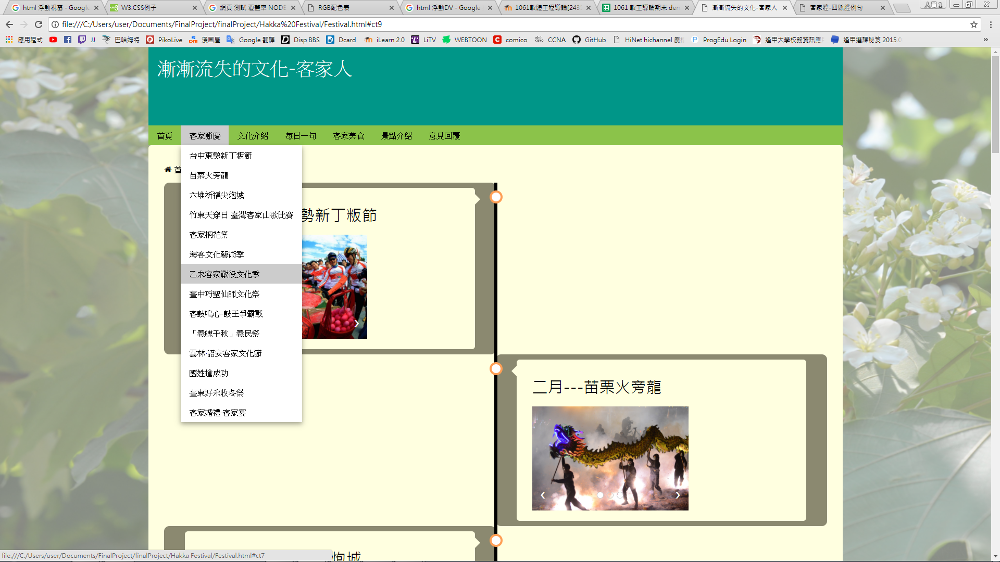 html 浮動視窗 - Google
W3.CSS例子
網頁 測試 覆蓋率 NODE
RGB配色表
html 浮動DV - Google
1061軟體工程導論[243
1061 軟工導論期末 den
漸漸流失的文化-客家人
客家腔-四縣腔例句
人員1
file:///C:/Users/user/Documents/FinalProject/finalProject/Hakka%20Festival/Festival.html#ct9
應用程式
JJ
巴哈姆特
PikoLive
漫画屋
Google 翻譯
Disp BBS
Dcard
iLearn 2.0
LiTV
WEBTOON
comico
CCNA
GitHub
HiNet hichannel 廣播
ProgEdu Login
逢甲大學校務資訊應
逢甲選課秘笈 2015.0
漸漸流失的文化-客家人
首頁
客家節慶
文化介紹
每日一句
客家美食
景點介紹
意見回覆
台中東勢新丁粄節
苗栗火旁龍
六堆祈福尖炮城
竹東天穿日 臺灣客家山歌比賽
客家桐花祭
海客文化藝術季
乙未客家戰役文化季
臺中巧聖仙師文化祭
客鼓鳴心-鼓王爭霸戰
「義魄千秋」義民祭
雲林·詔安客家文化節
國姓搶成功
臺東好米收冬祭
客家婚禮·客家宴
首
勢新丁粄節
二月---苗栗火旁龍
炮城
file:///C:/Users/user/Documents/FinalProject/finalProject/Hakka Festival/Festival.html#ct7